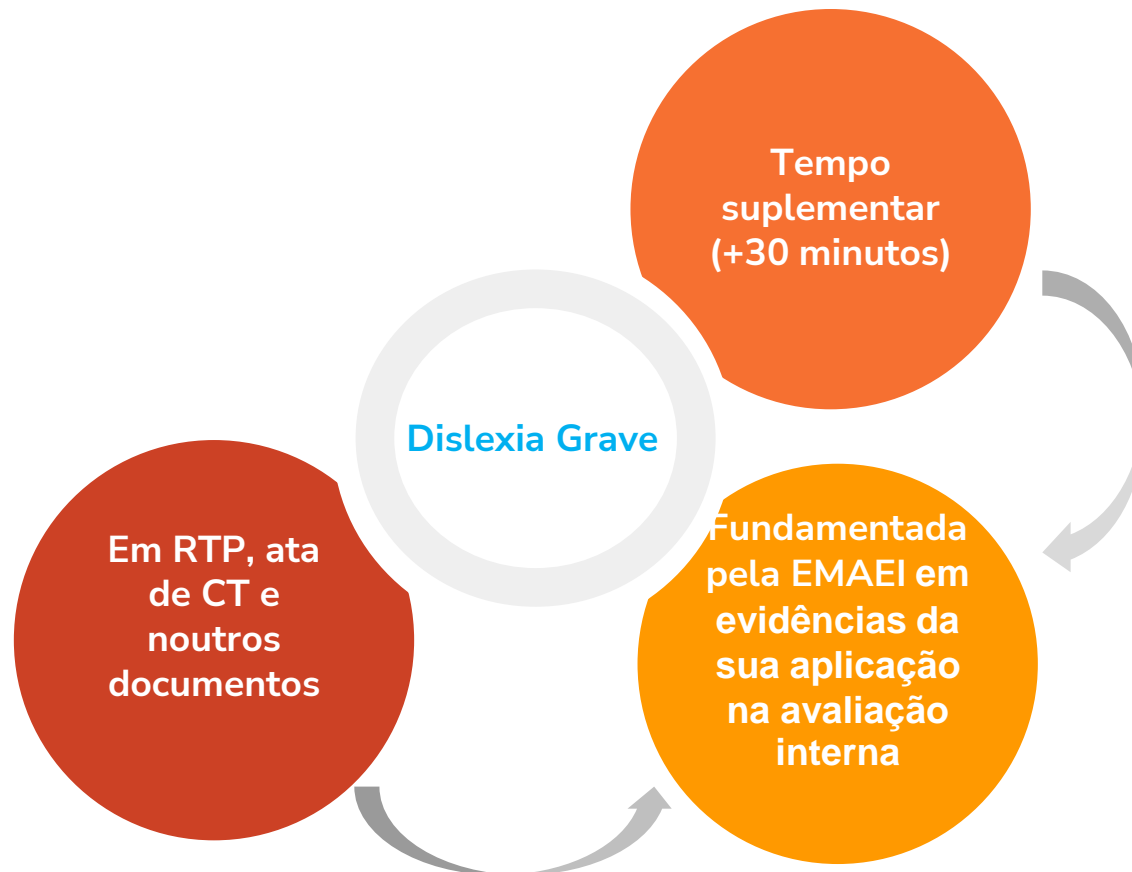 Tempo
suplementar
(+30 minutos)
Dislexia Grave
Em RTP, ata
de CT e
noutros
documentos
Fundamentada
pela EMAEI em
evidências da
sua aplicação
na avaliação
interna